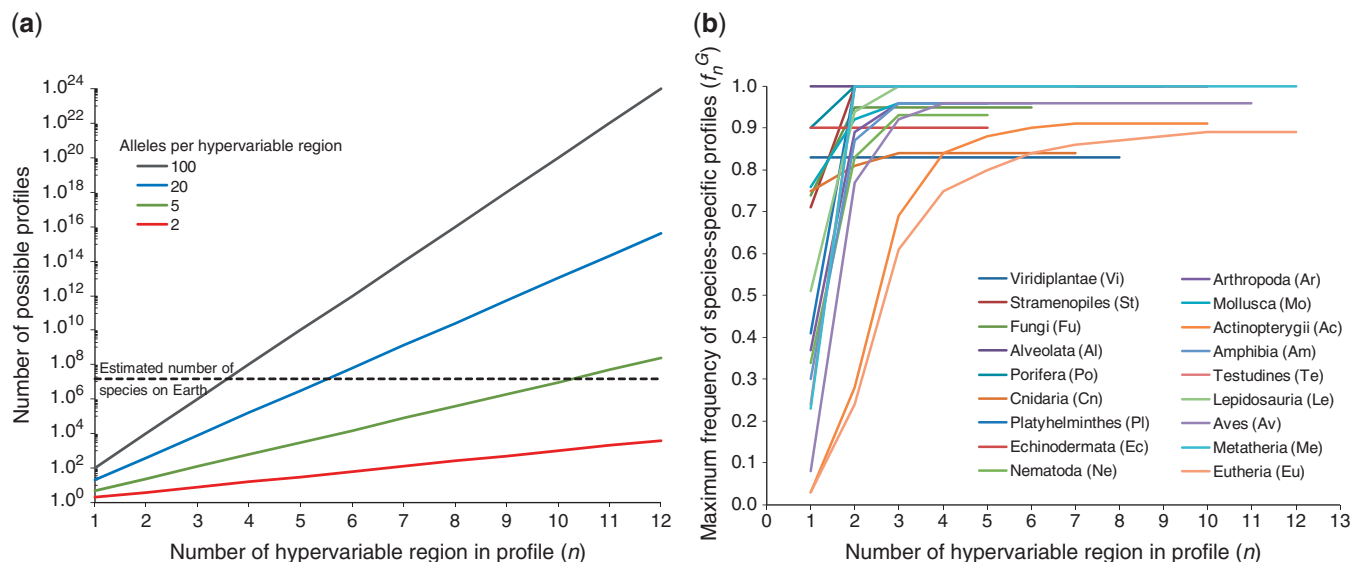 (a)
Number of possible profiles
1.0^24
1.0^22
1.0^20
1.0^18
1.0^16
1.0^14
1.0^12
1.0^10
1.0^8
1.0^6
1.0^4
1.0^2
1.0^0
Alleles per hypervariable region
100
20
5
2
Estimated number of
species on Earth
1 2 3 4 5 6 7 8 9 10 11 12
Number of hypervariable region in profile (n)
(b)
Maximum frequency of species-specific profiles (f_n^G)
1.0
0.9
0.8
0.7
0.6
0.5
0.4
0.3
0.2
0.1
0.0
Viridiplantae (Vi)
Stramenopiles (St)
Fungi (Fu)
Alveolata (Al)
Porifera (Po)
Cnidaria (Cn)
Platyhelminthes (Pl)
Echinodermata (Ec)
Nematoda (Ne)
Arthropoda (Ar)
Mollusca (Mo)
Actinopterygii (Ac)
Amphibia (Am)
Testudines (Te)
Lepidosauria (Le)
Aves (Av)
Metatheria (Me)
Eutheria (Eu)
0 1 2 3 4 5 6 7 8 9 10 11 12 13
Number of hypervariable region in profile (n)